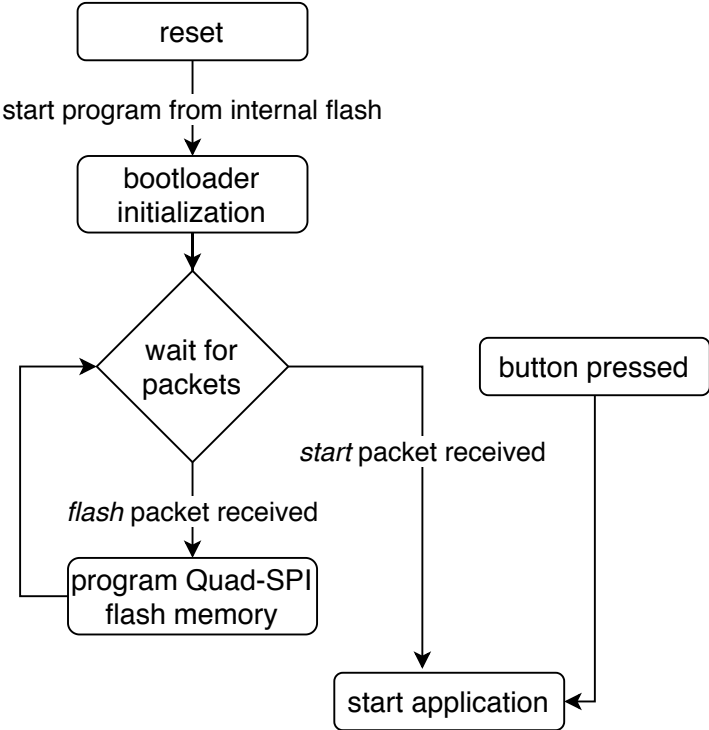 reset
start program from internal flash
bootloader
initialization
wait for
packets
button pressed
start packet received
flash packet received
program Quad-SPI
flash memory
start application